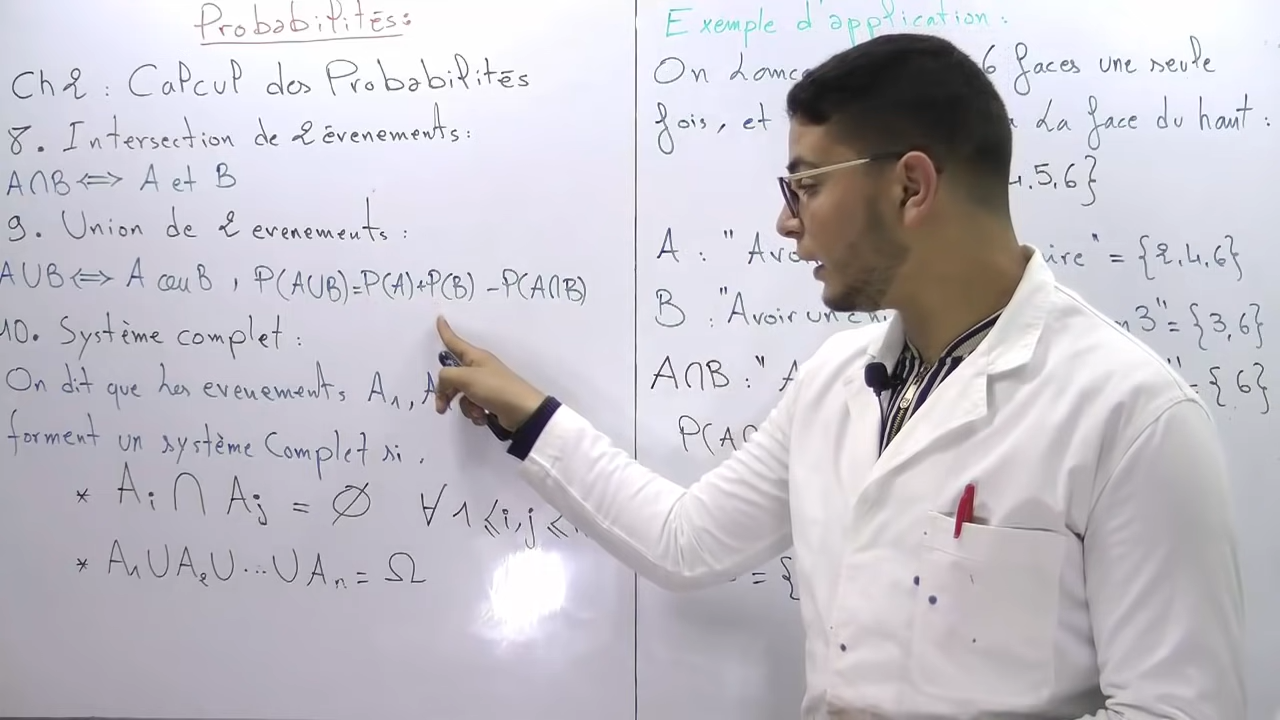 Probabilités:
Ch2 : Calcul des Probabilités
8. Intersection de 2 évenements:
A∩B ⇔ A et B
9. Union de 2 evenements :
A∪B ⇔ A ou B , P(A∪B)=P(A)+P(B) -P(A∩B)
10. Système complet :
On dit que les evenements A₁, A
forment un système Complet si .
* Ai ∩ Aj = Ø ∀ 1 ≤ i,j ≤
* A₁∪A₂∪...∪Aₙ = Ω
Exemple d'application :
On Lance 6 faces une seule
fois, et la face du haut :
4,5,6}
A : " Avo ire " = {2,4,6}
B : "Avoir un ch n 3" = {3,6}
A∩B : " A " = {6}
P(A∩
= {